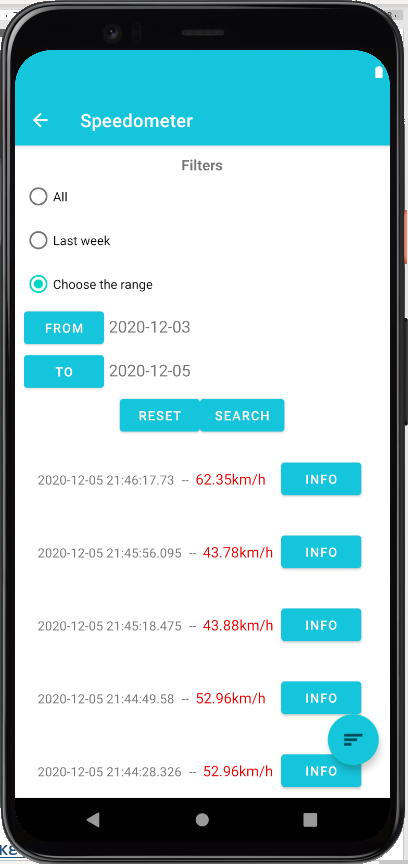 Speedometer
Filters
All
Last week
Choose the range
FROM 2020-12-03
TO 2020-12-05
RESET SEARCH
2020-12-05 21:46:17.73 -- 62.35km/h INFO
2020-12-05 21:45:56.095 -- 43.78km/h INFO
2020-12-05 21:45:18.475 -- 43.88km/h INFO
2020-12-05 21:44:49.58 -- 52.96km/h INFO
2020-12-05 21:44:28.326 -- 52.96km/h INFO